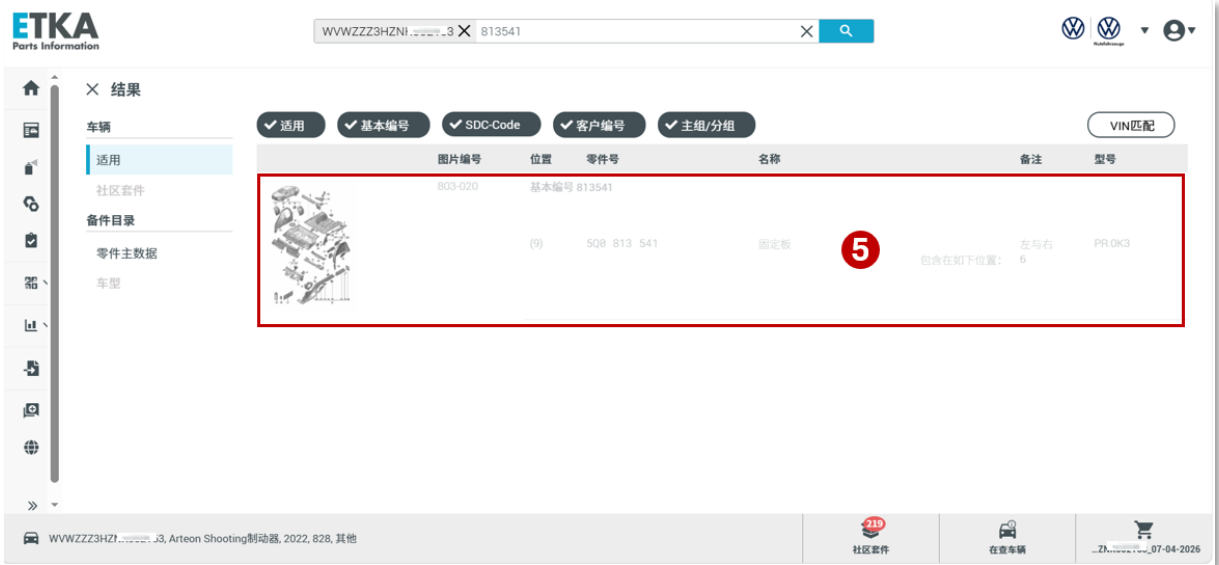 ETKA
Parts Information
813541
结果
车辆
适用
社区套件
备件目录
零件主数据
车型
适用 基本编号 SDC-Code 客户编号 主组/分组 VIN匹配
图片编号 位置 零件号 名称 备注 型号
803-020 基本编号 813541
(9) 5Q0 813 541 固定板 左与右 PR.0K3
包含在如下位置： 6
5
Arteon Shooting制动器, 2022, 828, 其他
219
社区套件
在查车辆
_07-04-2026